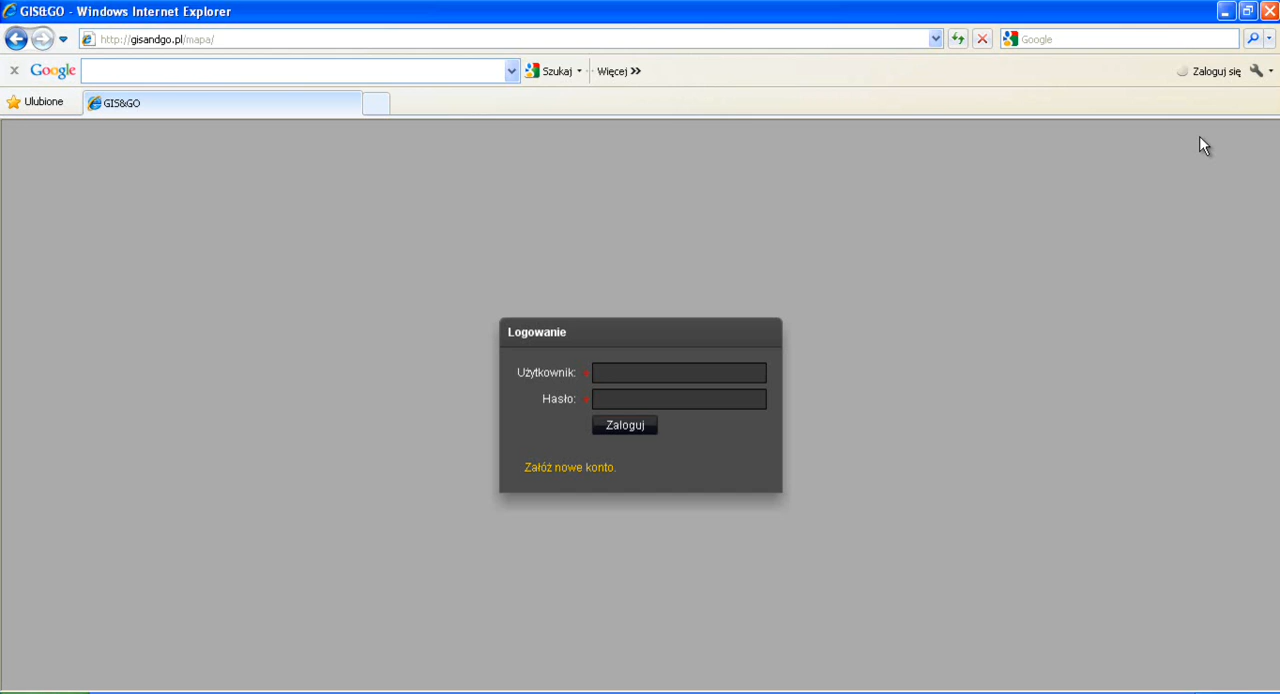 GIS&GO - Windows Internet Explorer
http://gisandgo.pl/mapa/
Google
x Google Szukaj Więcej >> Zaloguj się
Ulubione GIS&GO
Logowanie
Użytkownik: *
Hasło: *
Zaloguj
Załóż nowe konto.